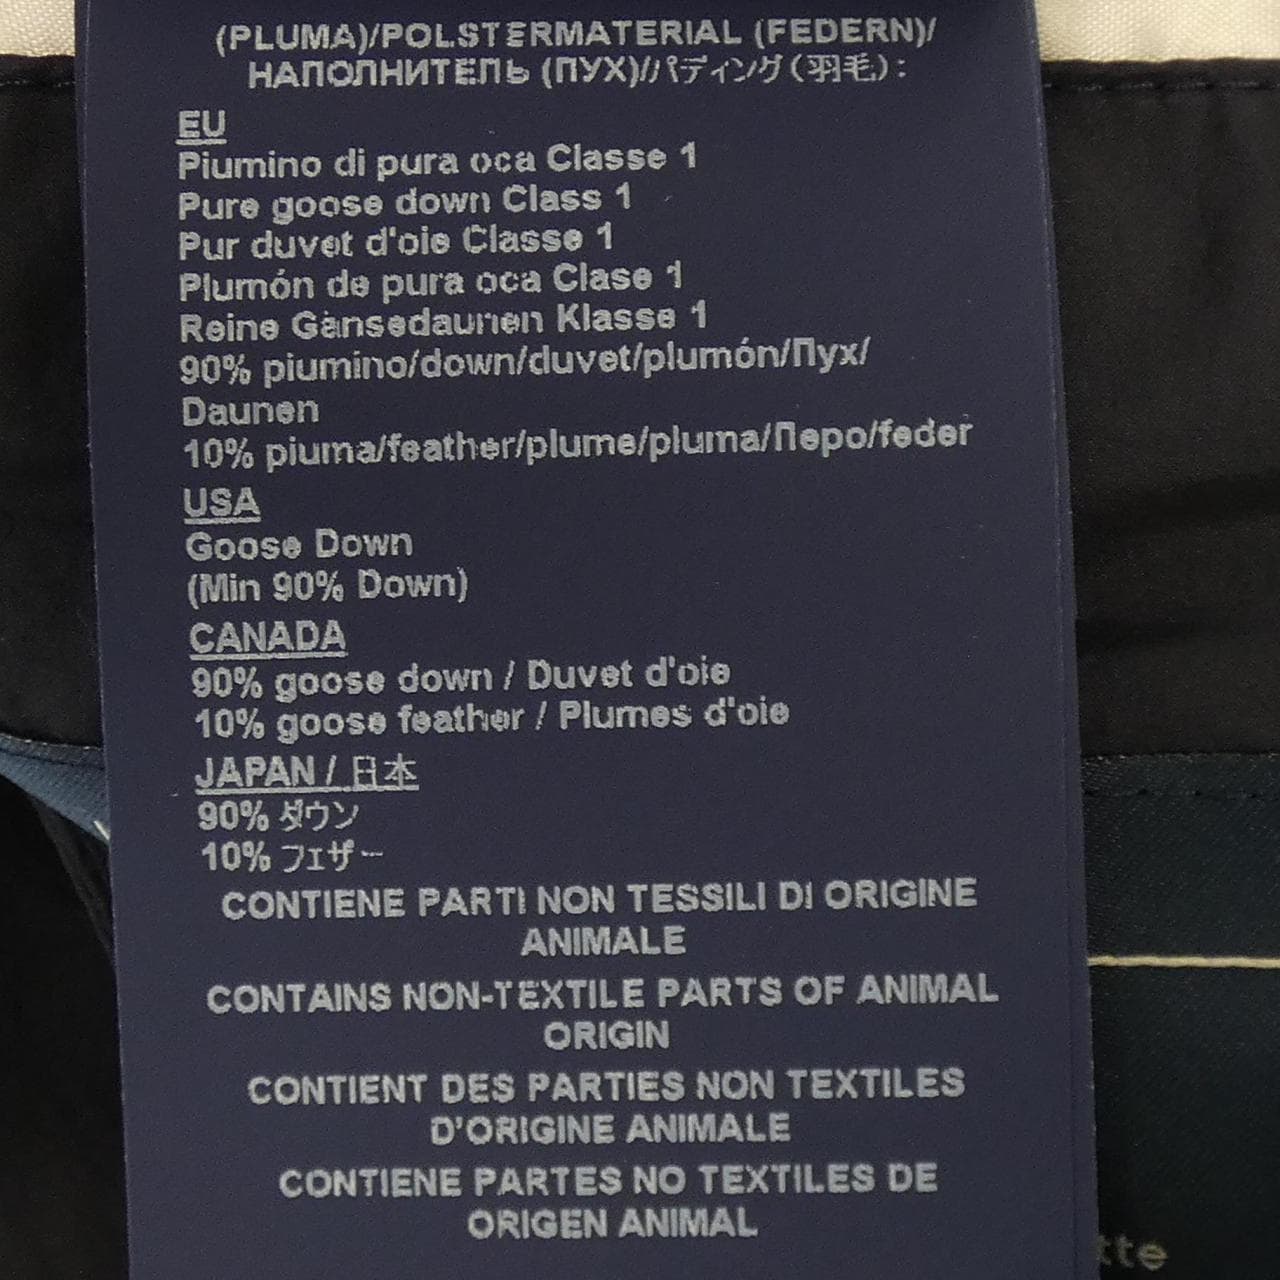 (PLUMA)/POLSTERMATERIAL (FEDERN)/
НАПОЛНИТЕЛЬ (ПУХ)//パディング(羽毛):
EU
Piumino di pura oca Classe 1
Pure goose down Class 1
Pur duvet d'oie Classe 1
Plumón de pura oca Clase 1
Reine Gänsedaunen Klasse 1
90% piumino/down/duvet/plumón/Пух/
Daunen
10% piuma/feather/plume/pluma/Перо/feder
USA
Goose Down
(Min 90% Down)
CANADA
90% goose down / Duvet d'oie
10% goose feather / Plumes d'oie
JAPAN / 日本
90% ダウン
10% フェザー
CONTIENE PARTI NON TESSILI DI ORIGINE
ANIMALE
CONTAINS NON-TEXTILE PARTS OF ANIMAL
ORIGIN
CONTIENT DES PARTIES NON TEXTILES
D'ORIGINE ANIMALE
CONTIENE PARTES NO TEXTILES DE
ORIGEN ANIMAL